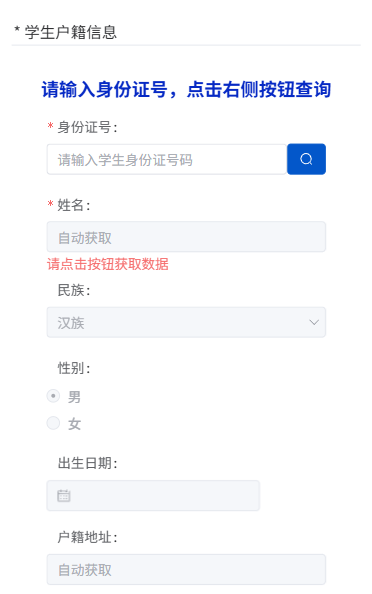 * 学生户籍信息
请输入身份证号，点击右侧按钮查询
* 身份证号:
请输入学生身份证号码
* 姓名:
自动获取
请点击按钮获取数据
民族:
汉族
性别:
男
女
出生日期:
户籍地址:
自动获取